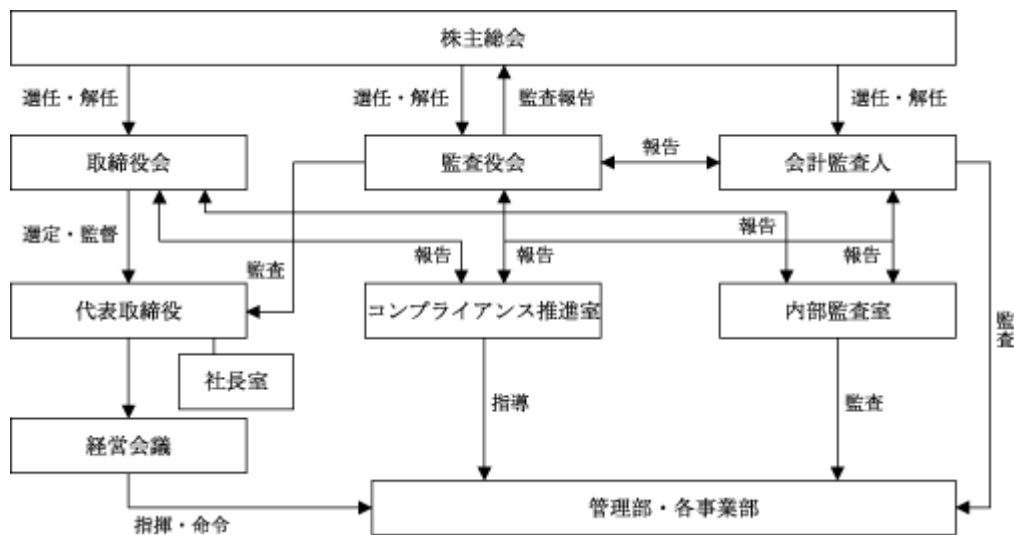 株主総会
選任・解任
選任・解任
監査報告
選任・解任
取締役会
監査役会
報告
会計監査人
選定・監督
監査
報告
報告
報告
報告
代表取締役
コンプライアンス推進室
内部監査室
監査
社長室
指導
監査
経営会議
管理部・各事業部
指揮・命令